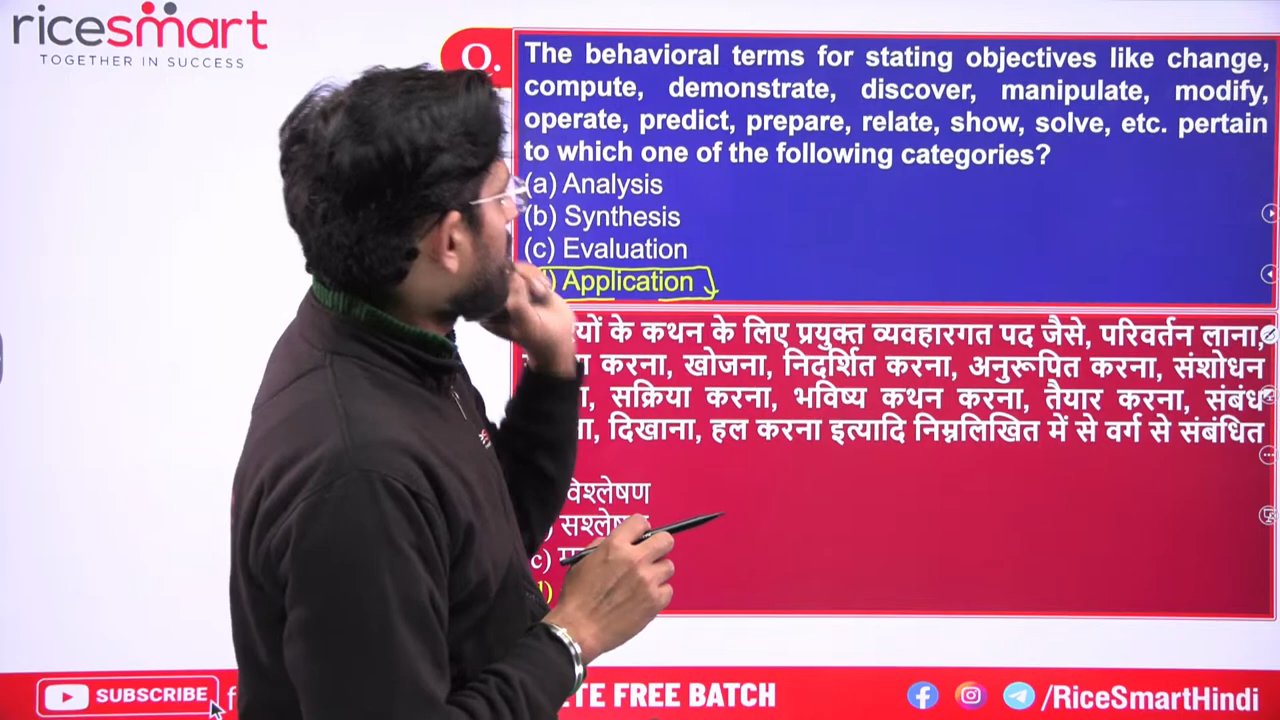 ricesmart
TOGETHER IN SUCCESS
Q.
The behavioral terms for stating objectives like change,
compute, demonstrate, discover, manipulate, modify,
operate, predict, prepare, relate, show, solve, etc. pertain
to which one of the following categories?
(a) Analysis
(b) Synthesis
(c) Evaluation
Application
के कथन के लिए प्रयुक्त व्यवहारगत पद जैसे, परिवर्तन लाना,
करना, खोजना, निदर्शित करना, अनुरूपित करना, संशोधन
सक्रिया करना, भविष्य कथन करना, तैयार करना, संबंध
दिखाना, हल करना इत्यादि निम्नलिखित में से वर्ग से संबंधित
विश्लेषण
c)
SUBSCRIBE
FREE BATCH
/RiceSmartHindi